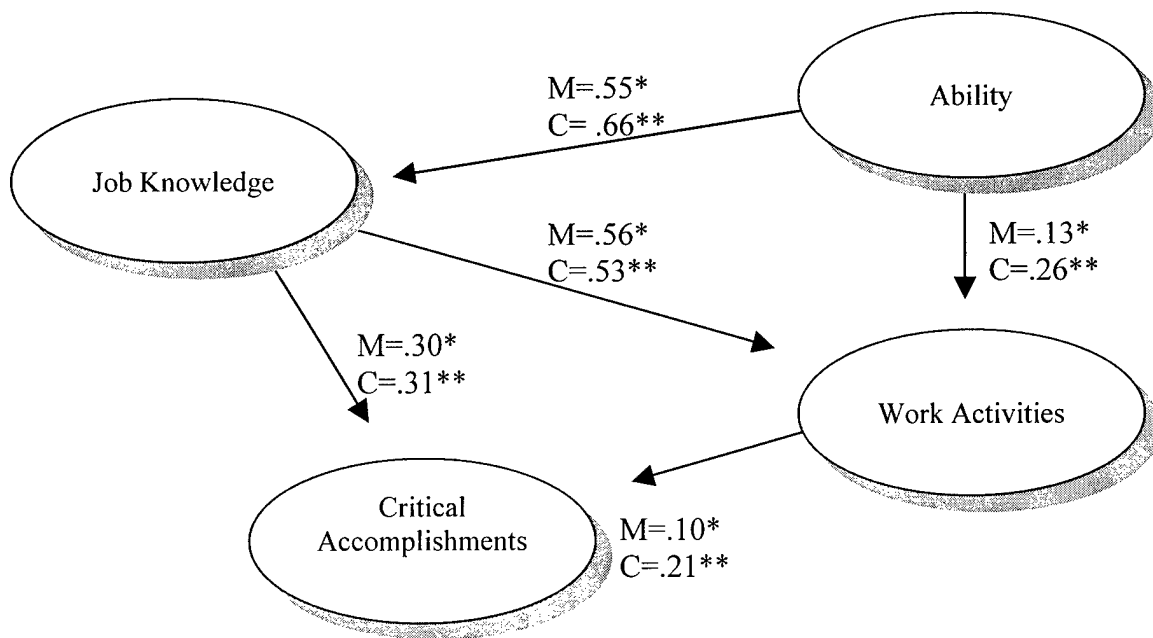 Ability
M=.55*
C= .66**
Job Knowledge
M=.56*
C=.53**
M=.13*
C=.26**
M=.30*
C=.31**
Work Activities
Critical
Accomplishments
M=.10*
C=.21**